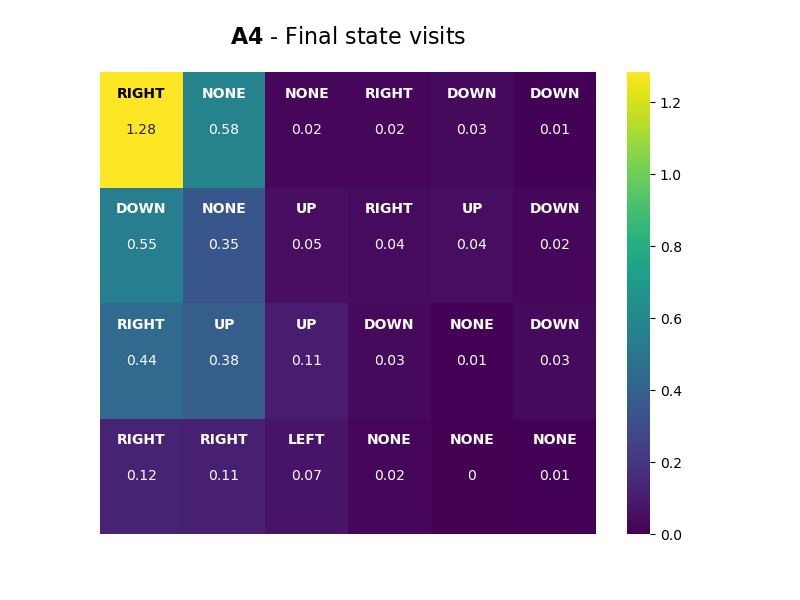 A4 - Final state visits
RIGHT NONE NONE RIGHT DOWN DOWN
1.28 0.58 0.02 0.02 0.03 0.01
DOWN NONE UP RIGHT UP DOWN
0.55 0.35 0.05 0.04 0.04 0.02
RIGHT UP UP DOWN NONE DOWN
0.44 0.38 0.11 0.03 0.01 0.03
RIGHT RIGHT LEFT NONE NONE NONE
0.12 0.11 0.07 0.02 0 0.01
1.2
1.0
0.8
0.6
0.4
0.2
0.0